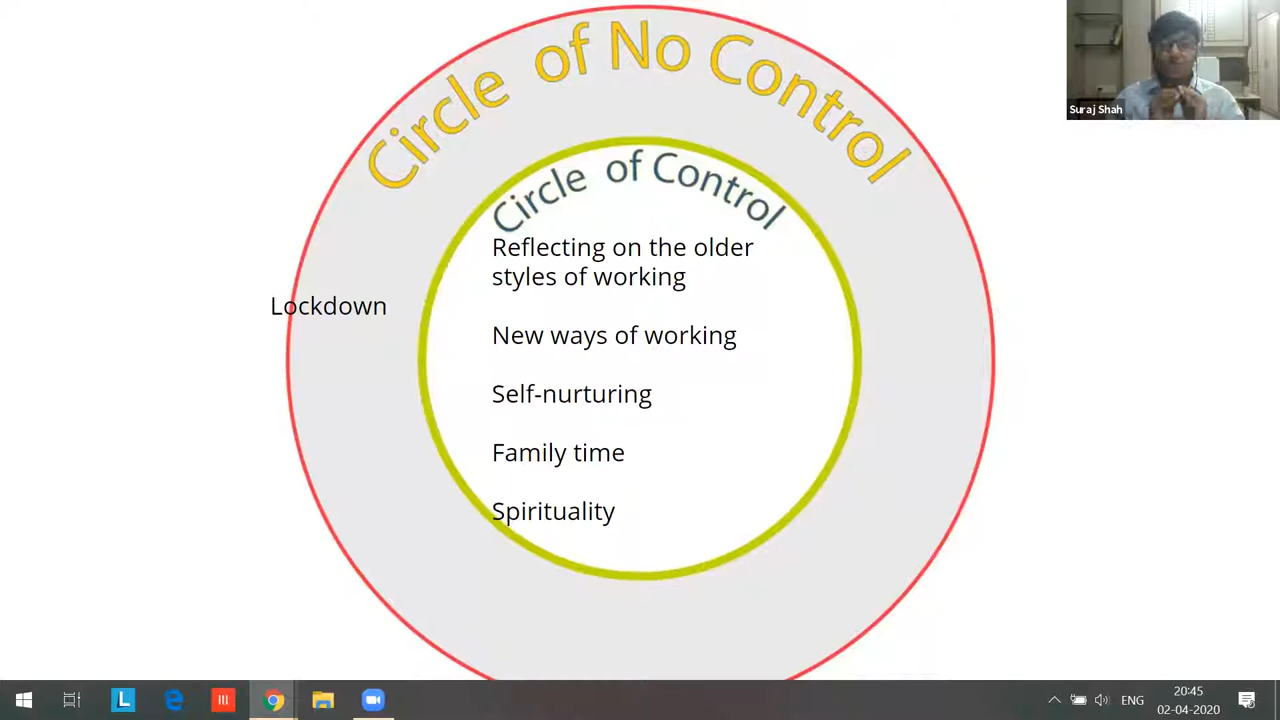 Circle of No Control
Circle of Control
Suraj Shah
Reflecting on the older
styles of working
Lockdown
New ways of working
Self-nurturing
Family time
Spirituality
L
ENG
20:45
02-04-2020